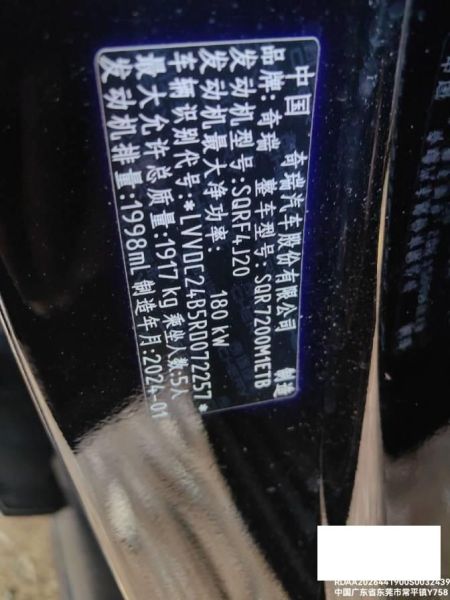 中国 奇瑞汽车股份有限公司 制造
品牌:奇瑞 整车型号:SQR7200M1ETB
发动机型号:SQRF4J20
发动机最大净功率: 180 kW
车辆识别代号:*LVVDC24B5RD072257*
最大允许总质量:1917 kg 乘坐人数:5人
发动机排量:1998mL 制造年月:2024-01
RDAA2026441900S0032439
中国广东省东莞市常平镇Y758